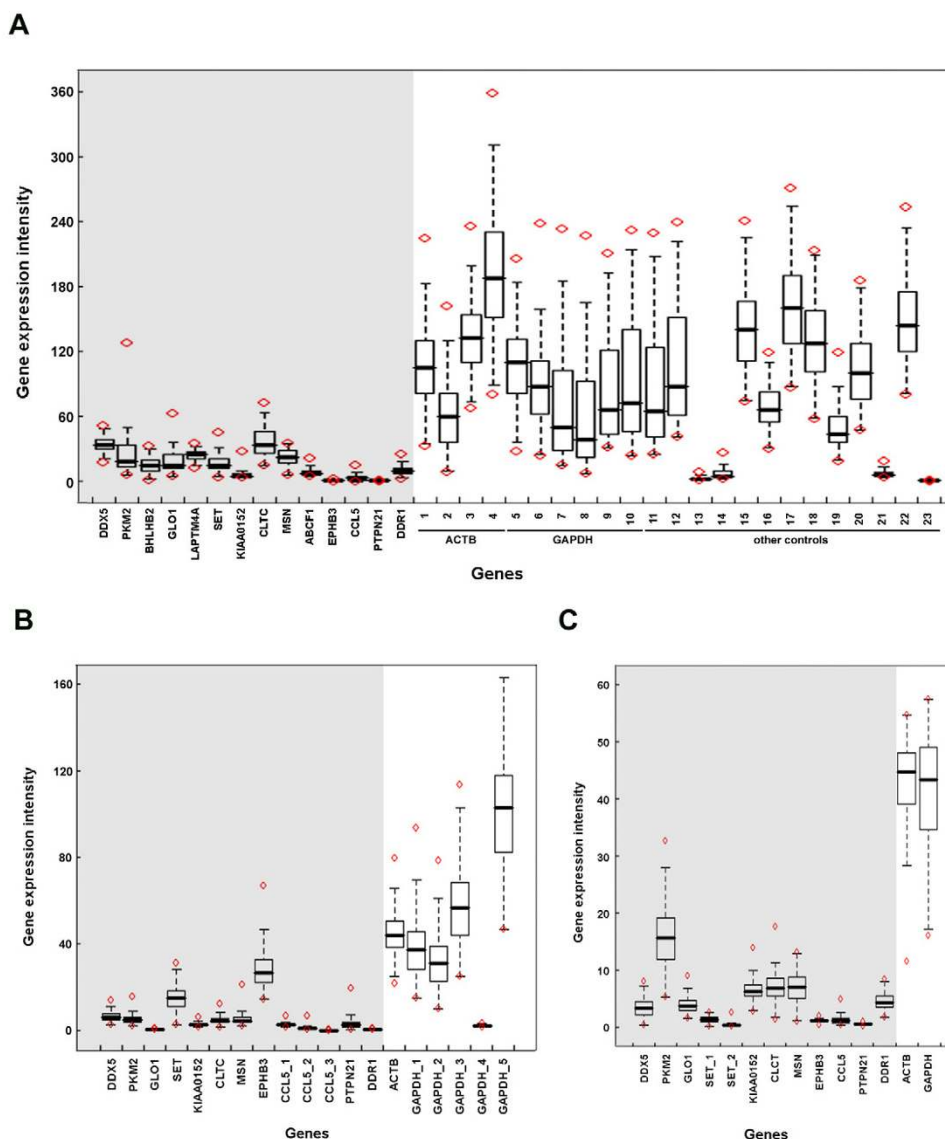 A
Gene expression intensity
360
300
240
180
120
60
0
DDX5 PKM2 BHLHB2 GLO1 LAPTM4A SET KIAA0152 CLTC MSN ABCF1 EPHB3 CCL5 PTPN21 DDR1 1 2 3 4 5 6 7 8 9 10 11 12 13 14 15 16 17 18 19 20 21 22 23
ACTB GAPDH other controls
Genes
B
Gene expression intensity
160
120
80
40
0
DDX5 PKM2 GLO1 SET KIAA0152 CLTC MSN EPHB3 CCL5_1 CCL5_2 CCL5_3 PTPN21 DDR1 ACTB GAPDH_1 GAPDH_2 GAPDH_3 GAPDH_4 GAPDH_5
Genes
C
Gene expression intensity
60
50
40
30
20
10
0
DDX5 PKM2 GLO1 SET_1 SET_2 KIAA0152 CLCT MSN EPHB3 CCL5 PTPN21 DDR1 ACTB GAPDH
Genes